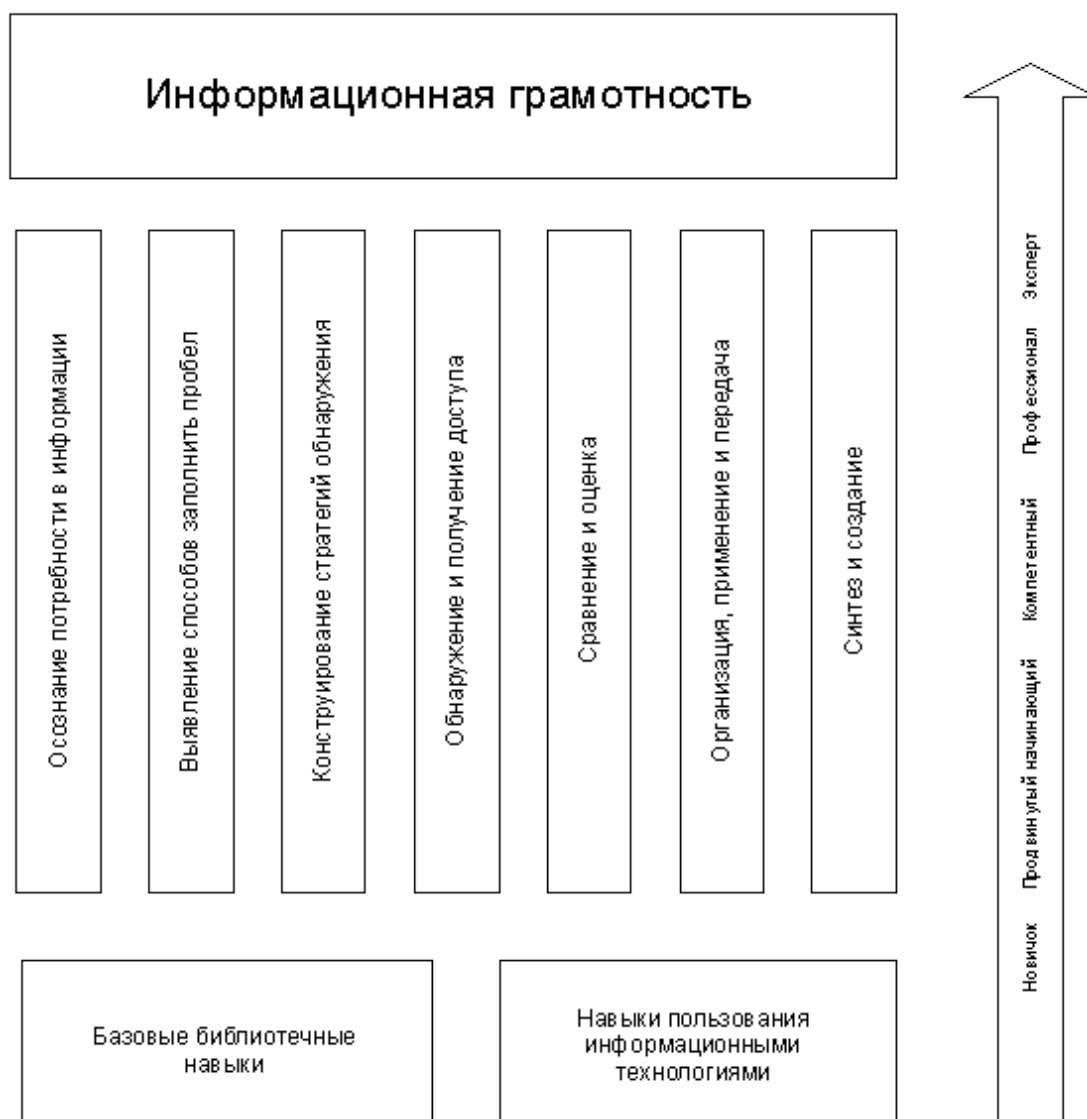 Информационная грамотность
Осознание потребности в информации
Выявление способов заполнить пробел
Конструирование стратегий обнаружения
Обнаружение и получение доступа
Сравнение и оценка
Организация, применение и передача
Синтез и создание
Базовые библиотечные
навыки
Навыки пользования
информационными
технологиями
Новичок Продвинутый начинающий Компетентный Профессионал Эксперт